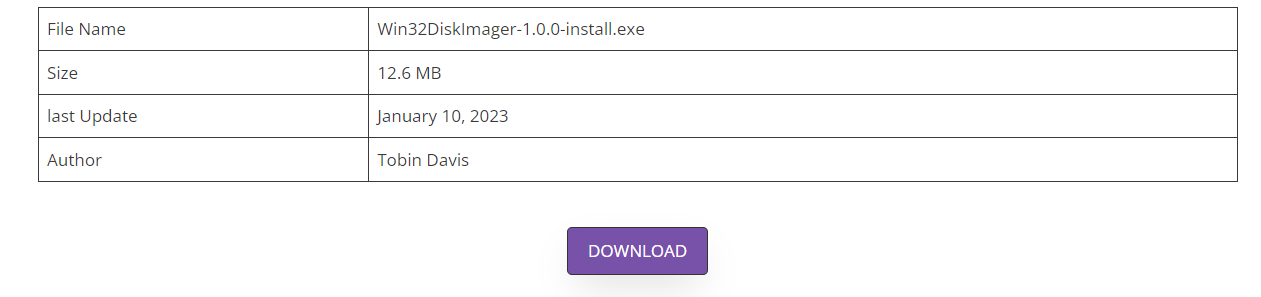 File Name Win32DiskImager-1.0.0-install.exe
Size 12.6 MB
last Update January 10, 2023
Author Tobin Davis
DOWNLOAD